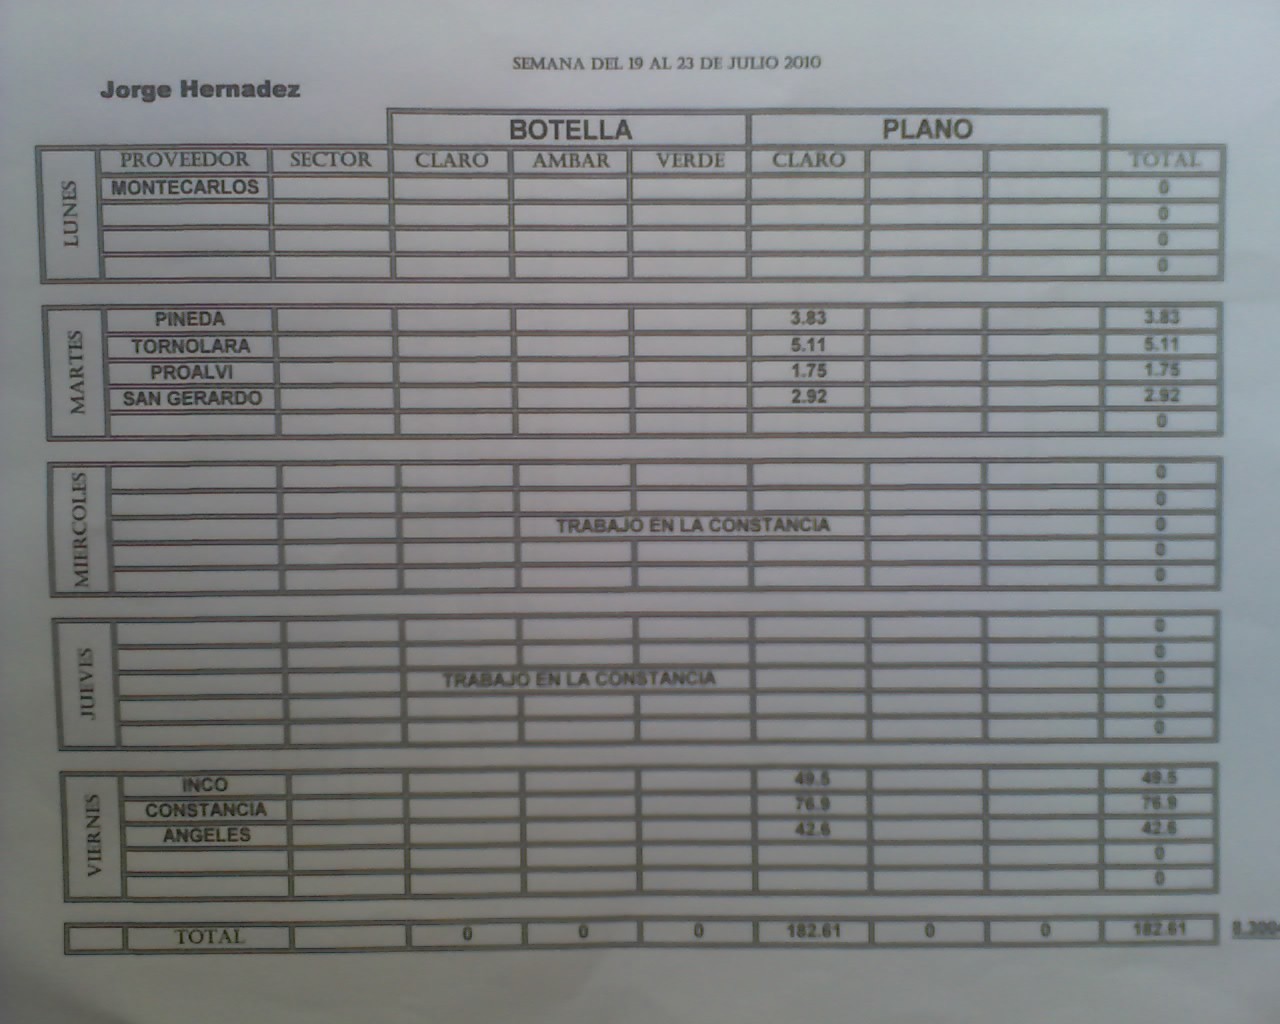 SEMANA DEL 19 AL 23 DE JULIO 2010
Jorge Hernadez
BOTELLA PLANO
PROVEEDOR SECTOR CLARO AMBAR VERDE CLARO TOTAL
LUNES
MONTECARLOS 0
0
0
0
MARTES
PINEDA 3.83 3.83
TORNOLARA 5.11 5.11
PROALVI 1.75 1.75
SAN GERARDO 2.92 2.92
0
MIERCOLES
0
0
TRABAJO EN LA CONSTANCIA 0
0
0
JUEVES
0
0
TRABAJO EN LA CONSTANCIA 0
0
0
VIERNES
INCO 49.5 49.5
CONSTANCIA 76.9 76.9
ANGELES 42.6 42.6
0
0
TOTAL 0 0 0 182.61 0 0 182.61